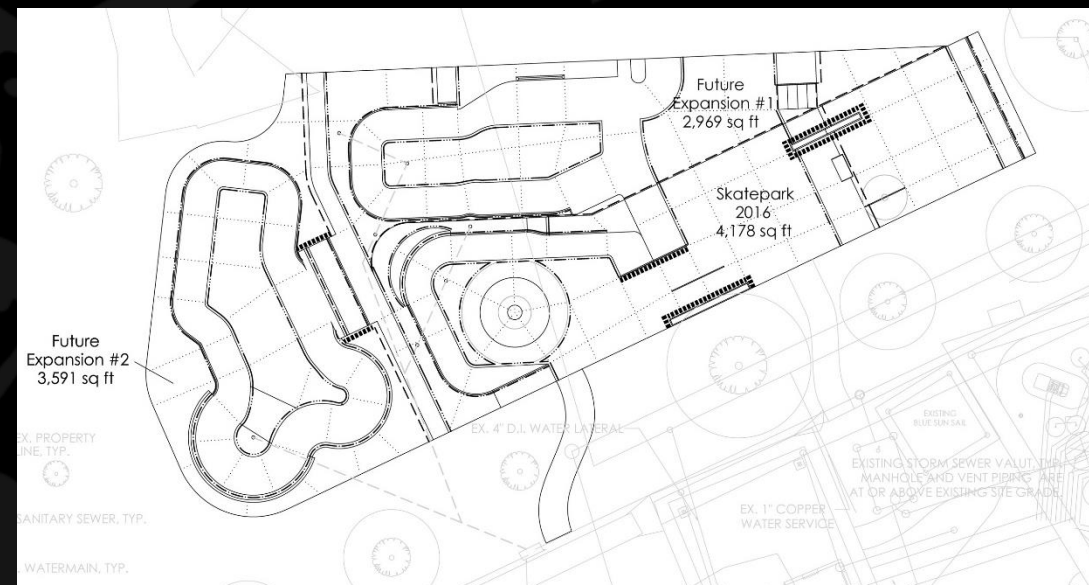 Future
Expansion #1
2,969 sq ft
Skatepark
2016
4,178 sq ft
Future
Expansion #2
3,591 sq ft
EX. 4" D.I. WATER LATERAL
EX. PROPERTY
LINE, TYP.
EXISTING
BLUE SUN SAIL
EXISTING STORM SEWER VALUT, TYP.
MANHOLE AND VENT PIPING ARE
AT OR ABOVE EXISTING SITE GRADE.
EX. 1" COPPER
WATER SERVICE
SANITARY SEWER, TYP.
. WATERMAIN, TYP.